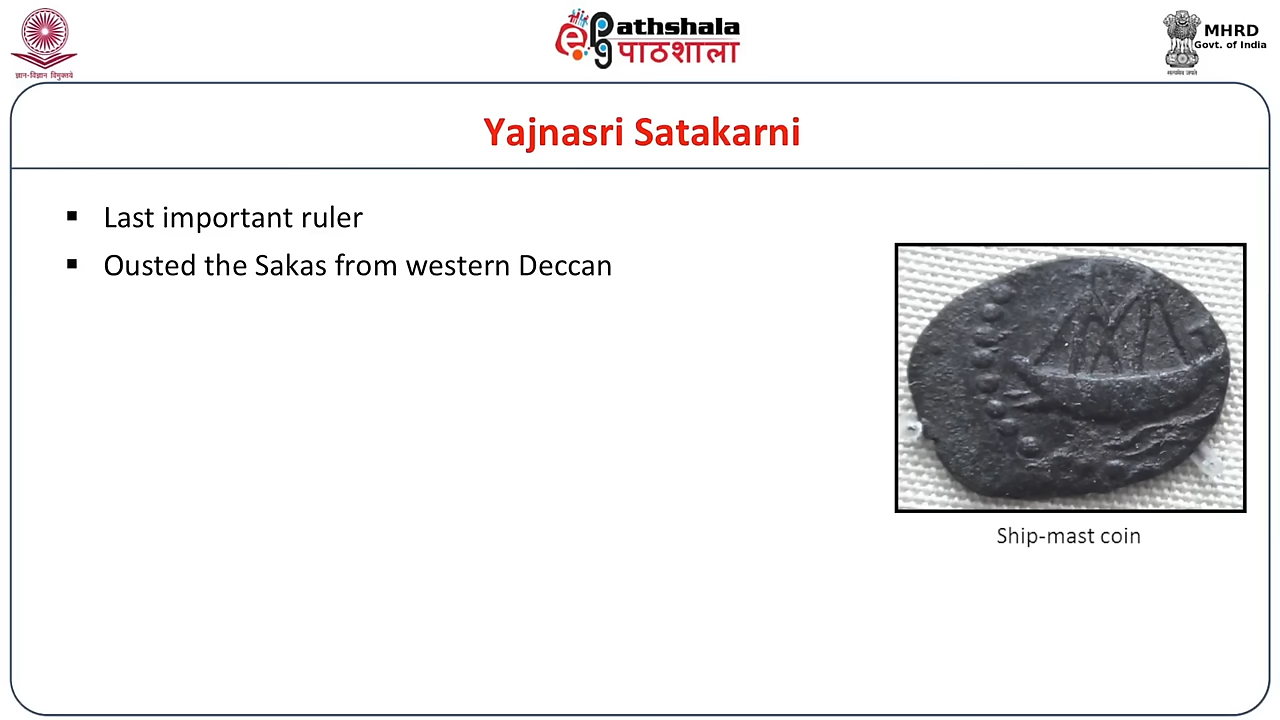 ज्ञान-विज्ञान विमुक्तये
ePathshala
पाठशाला
MHRD
Govt. of India
सत्यमेव जयते
Yajnasri Satakarni
Last important ruler
Ousted the Sakas from western Deccan
Ship-mast coin